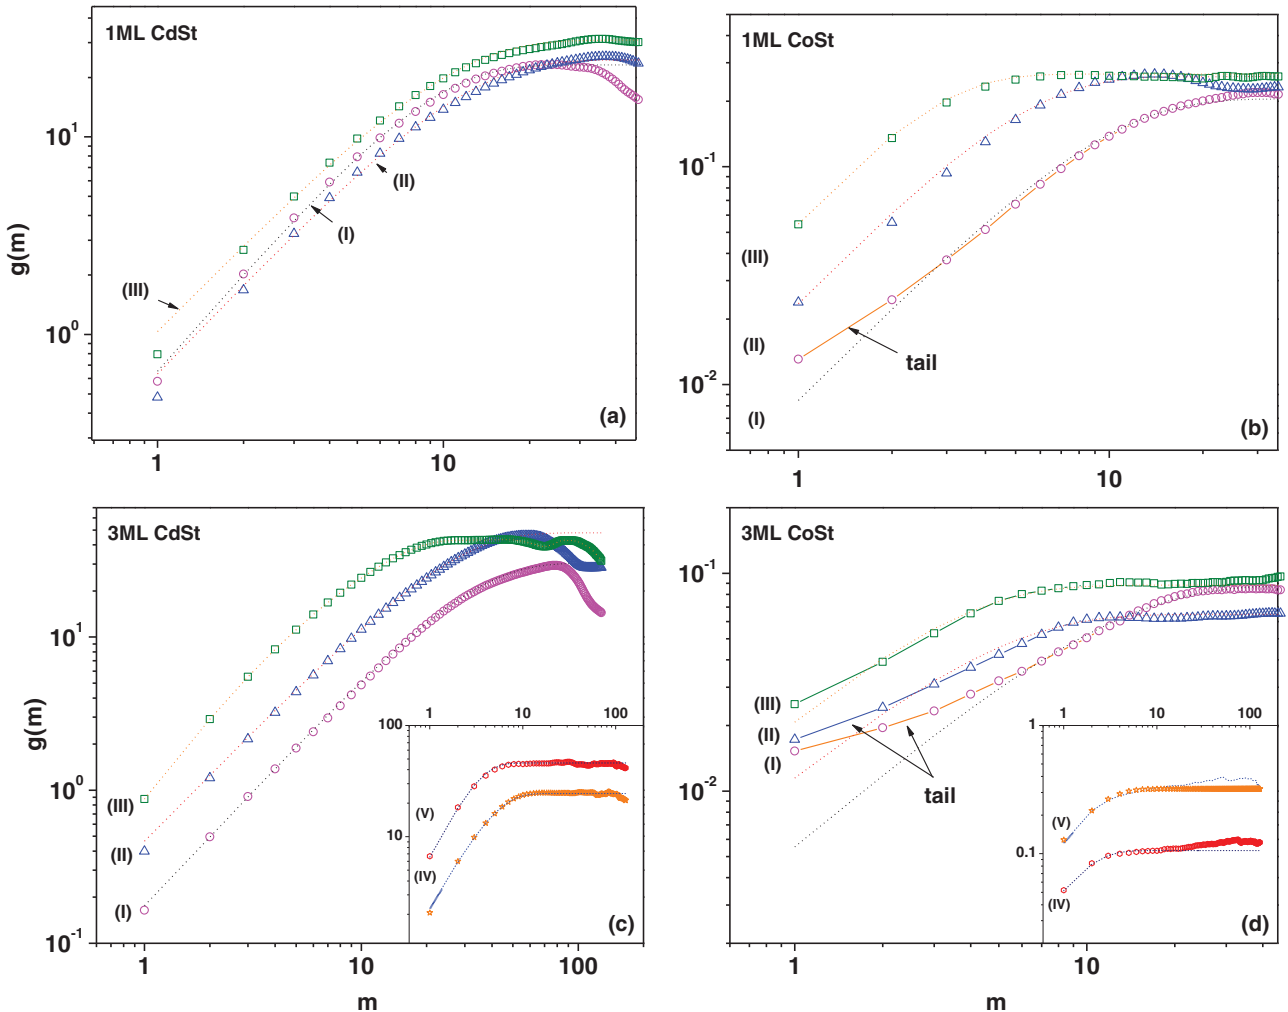 1ML CdSt
g(m)
10¹
10⁰
(III)
(II)
(I)
(a)
1
10
1ML CoSt
10⁻¹
10⁻²
(III)
(II)
(I)
tail
(b)
1
10
3ML CdSt
g(m)
10¹
10⁰
10⁻¹
(III)
(II)
(I)
1
10
100
100
10
(V)
(IV)
(c)
1
10
100
m
3ML CoSt
10⁻¹
10⁻²
(III)
(II)
(I)
tail
1
10
100
1
0.1
(V)
(IV)
(d)
1
10
m